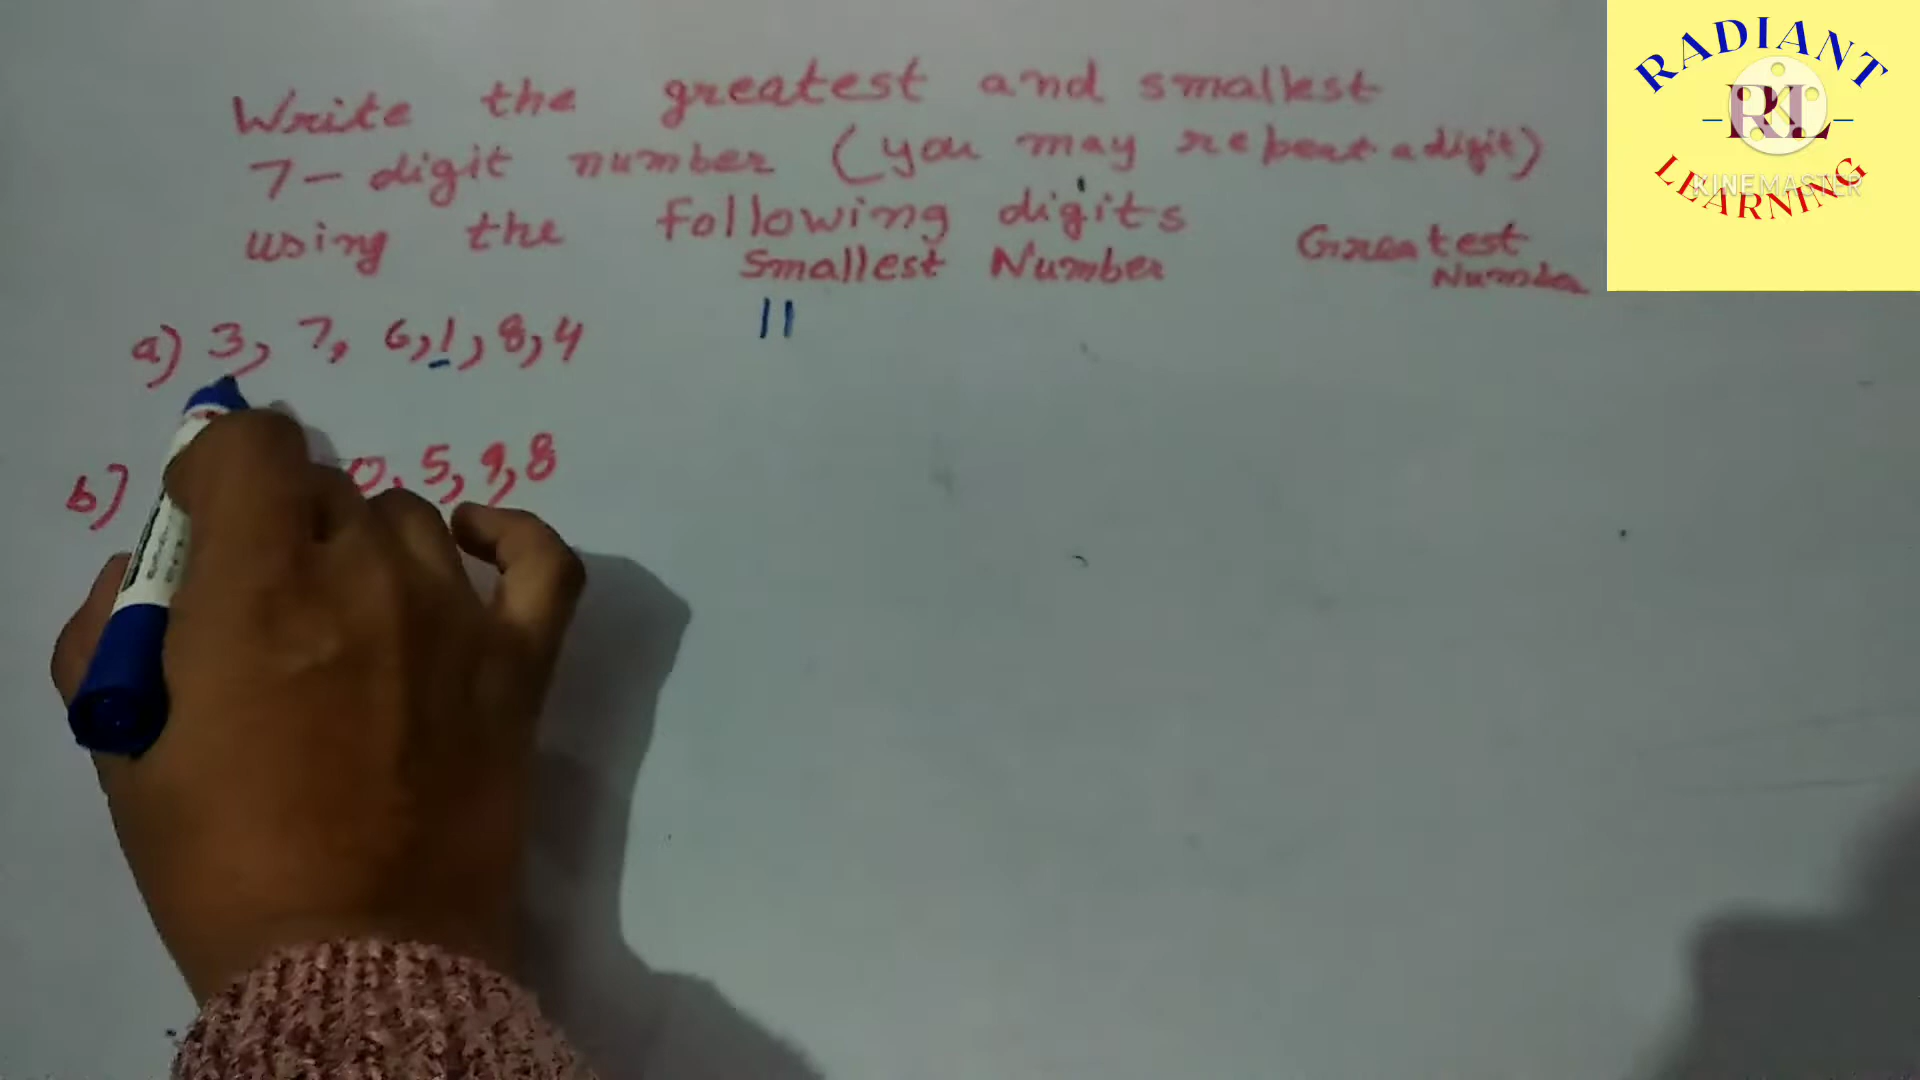 Write the greatest and smallest
7-digit number (you may repeat a digit)
using the following digits
Smallest Number
Greatest
Number
a) 3, 7, 6, 1, 8, 4
11
b) 0, 5, 9, 8
RADIANT
RL
LEARNING
KINEMASTER